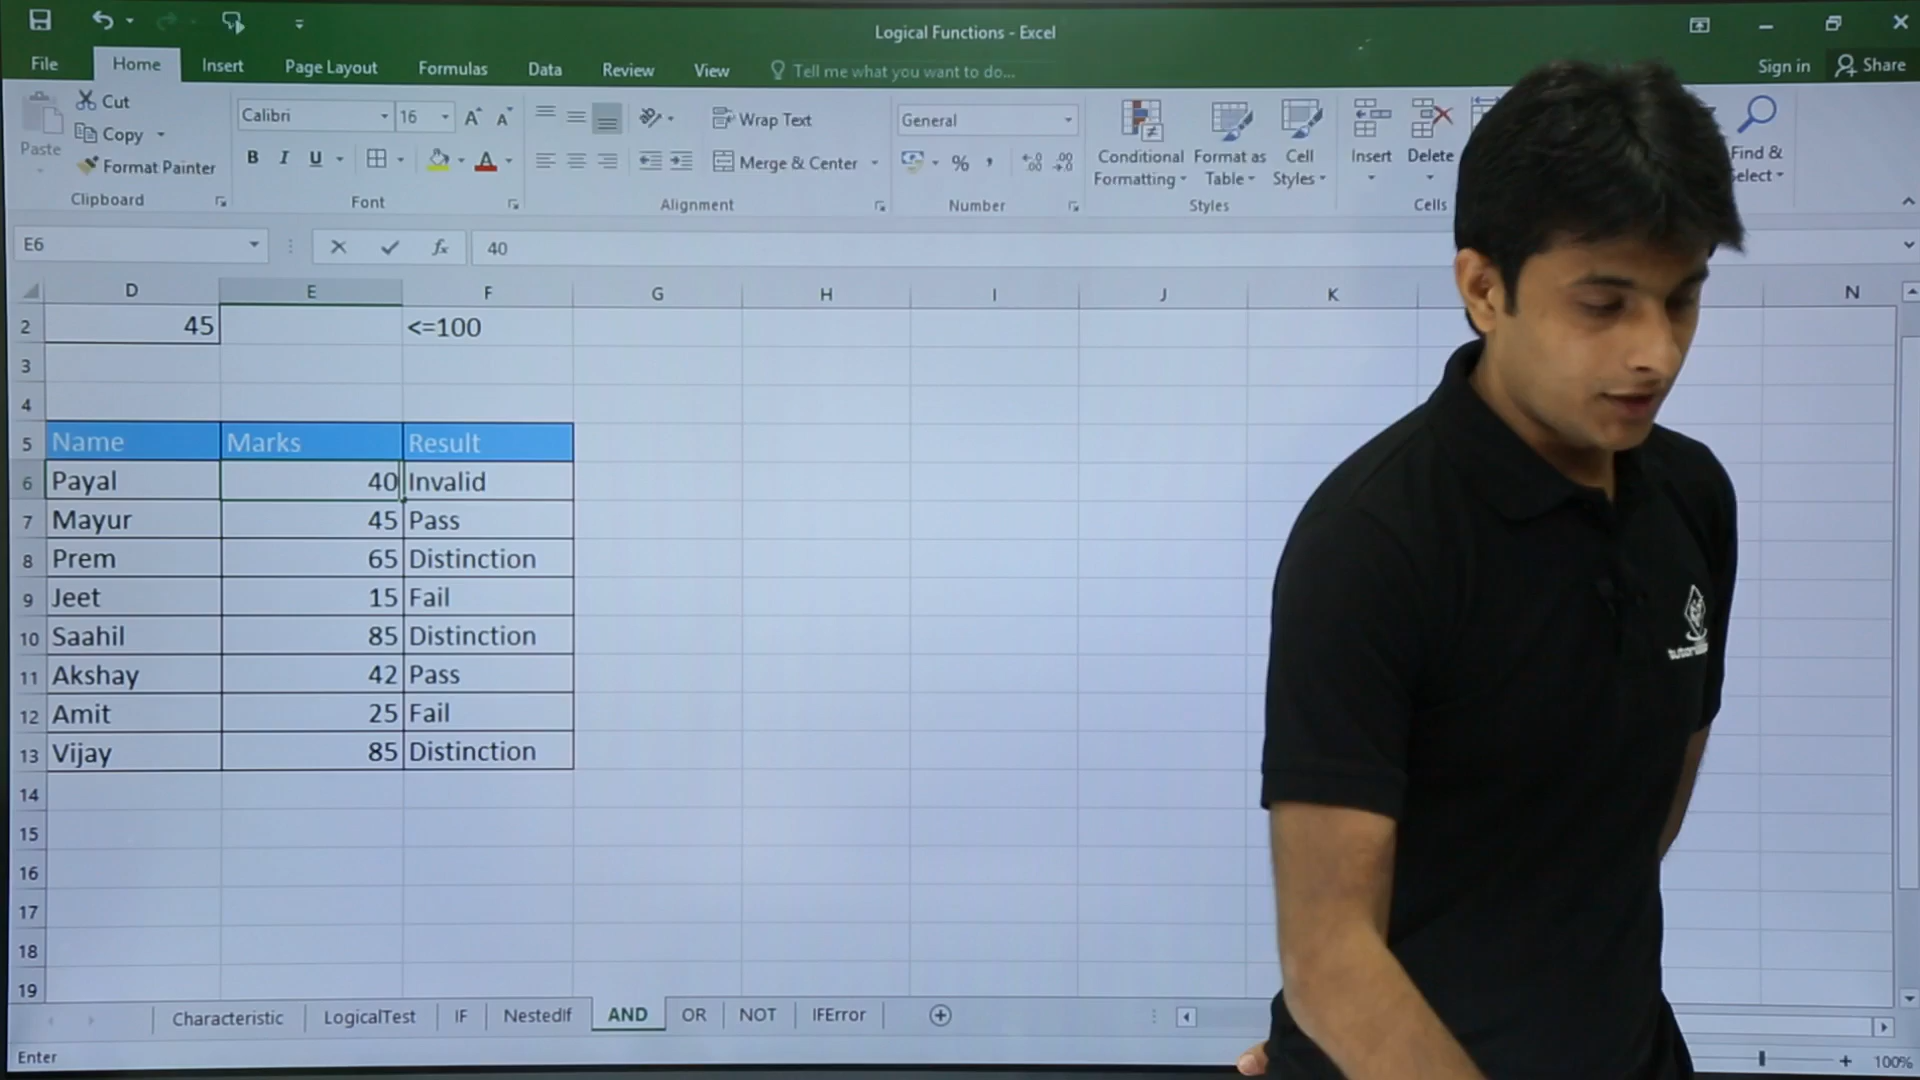 Logical Functions - Excel
File Home Insert Page Layout Formulas Data Review View Tell me what you want to do... Sign in Share
Paste
Cut
Copy
Format Painter
Clipboard
Calibri 16
B I U
Font
Wrap Text
Merge & Center
Alignment
General
%
Number
Conditional Formatting
Format as Table
Cell Styles
Styles
Insert
Delete
Cells
Find &
Select
E6 fx 40
D E F G H I J K N
2 45 <=100
3
4
5 Name Marks Result
6 Payal 40 Invalid
7 Mayur 45 Pass
8 Prem 65 Distinction
9 Jeet 15 Fail
10 Saahil 85 Distinction
11 Akshay 42 Pass
12 Amit 25 Fail
13 Vijay 85 Distinction
14
15
16
17
18
19
Characteristic LogicalTest IF NestedIf AND OR NOT IFError
Enter 100%